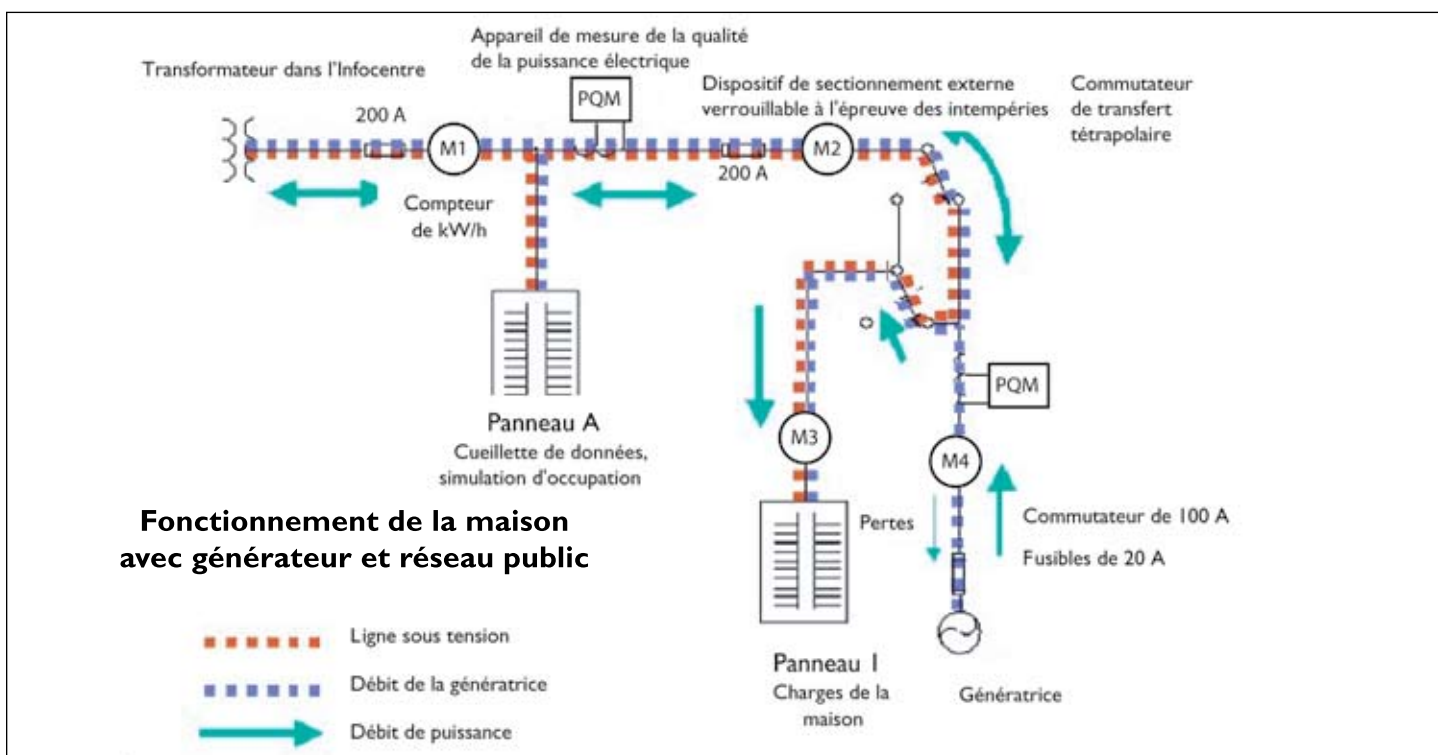 Transformateur dans l'Infocentre
Appareil de mesure de la qualité
de la puissance électrique
Dispositif de sectionnement externe
verrouillable à l'épreuve des intempéries
Commutateur
de transfert
tétrapolaire
200 A
PQM
M1
M2
200 A
Compteur
de kW/h
PQM
Panneau A
Cueillette de données,
simulation d'occupation
M3
M4
Fonctionnement de la maison
avec générateur et réseau public
Pertes
Commutateur de 100 A
Fusibles de 20 A
Ligne sous tension
Débit de la génératrice
Débit de puissance
Panneau I
Charges de la
maison
Génératrice